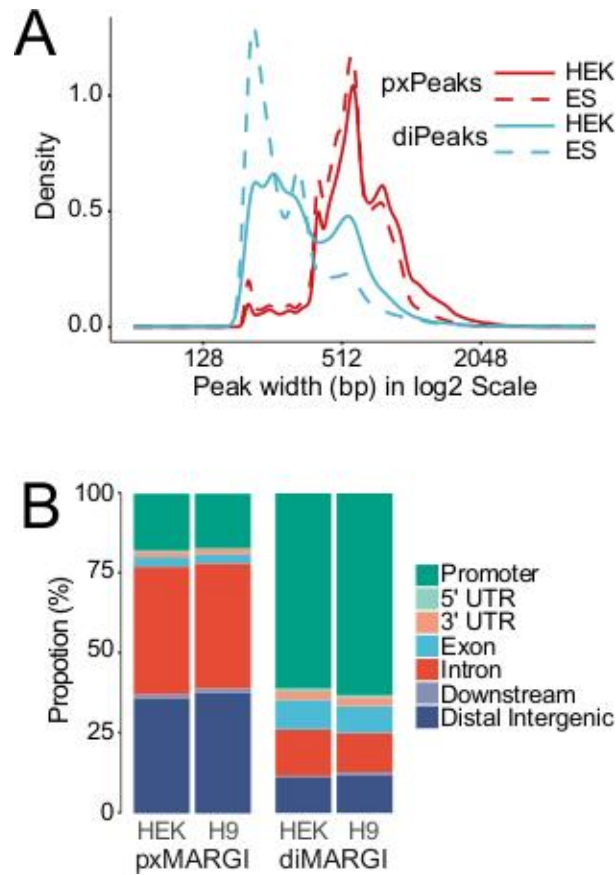 A
pxPeaks
HEK
ES
diPeaks
HEK
ES
Density
1.0
0.5
0.0
128 512 2048
Peak width (bp) in log2 Scale
B
Propotion (%)
100
75
50
25
0
HEK H9 HEK H9
pxMARGI diMARGI
Promoter
5' UTR
3' UTR
Exon
Intron
Downstream
Distal Intergenic